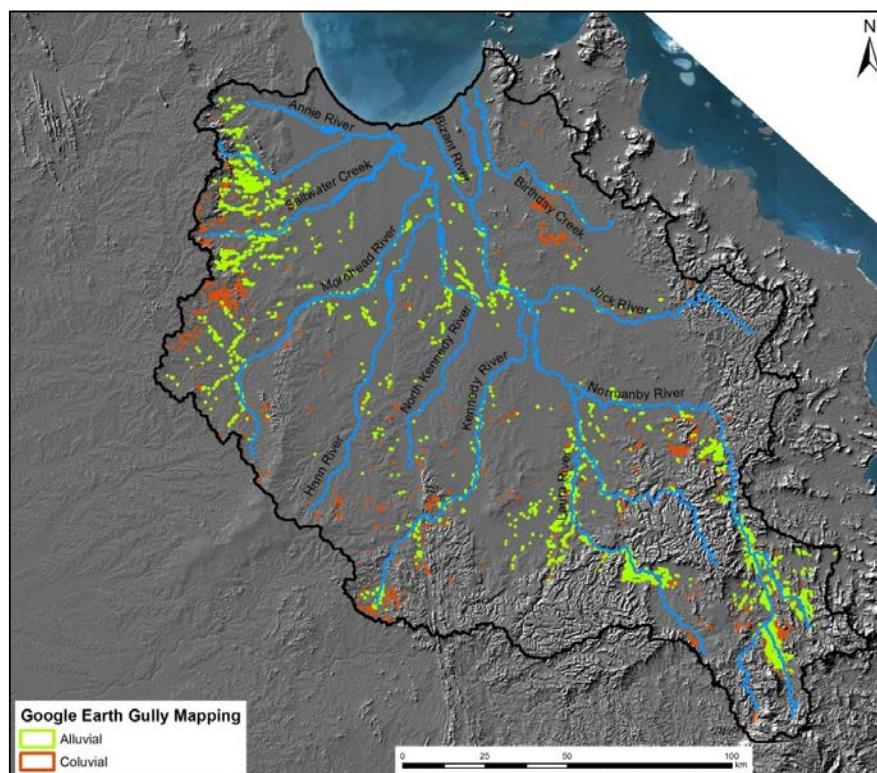 N
Annie River
Bizant River
Saltwater Creek
Birthday Creek
Morehead River
Jack River
North Kennedy River
Kennedy River
Normanby River
Hann River
Laura River
Google Earth Gully Mapping
Alluvial
Coluvial
0 25 50 100
km